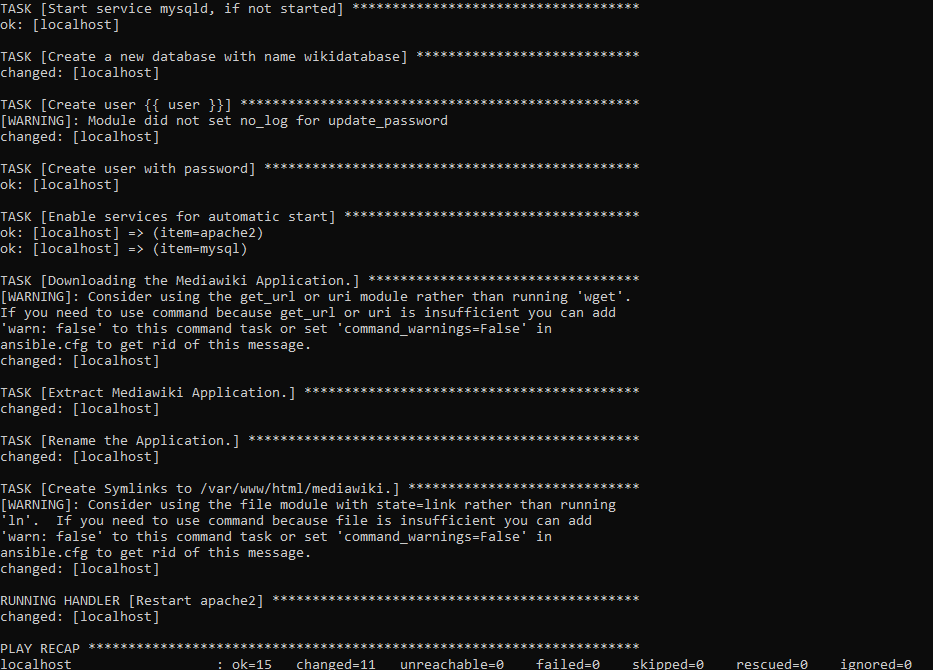 TASK [Start service mysqld, if not started] ************************************
ok: [localhost]
TASK [Create a new database with name wikidatabase] ****************************
changed: [localhost]
TASK [Create user {{ user }}] **************************************************
[WARNING]: Module did not set no_log for update_password
changed: [localhost]
TASK [Create user with password] ***********************************************
ok: [localhost]
TASK [Enable services for automatic start] *************************************
ok: [localhost] => (item=apache2)
ok: [localhost] => (item=mysql)
TASK [Downloading the Mediawiki Application.] **********************************
[WARNING]: Consider using the get_url or uri module rather than running 'wget'.
If you need to use command because get_url or uri is insufficient you can add
'warn: false' to this command task or set 'command_warnings=False' in
ansible.cfg to get rid of this message.
changed: [localhost]
TASK [Extract Mediawiki Application.] ******************************************
changed: [localhost]
TASK [Rename the Application.] *************************************************
changed: [localhost]
TASK [Create Symlinks to /var/www/html/mediawiki.] *****************************
[WARNING]: Consider using the file module with state=link rather than running
'ln'.  If you need to use command because file is insufficient you can add
'warn: false' to this command task or set 'command_warnings=False' in
ansible.cfg to get rid of this message.
changed: [localhost]
RUNNING HANDLER [Restart apache2] **********************************************
changed: [localhost]
PLAY RECAP *********************************************************************
localhost                  : ok=15   changed=11   unreachable=0    failed=0    skipped=0    rescued=0    ignored=0